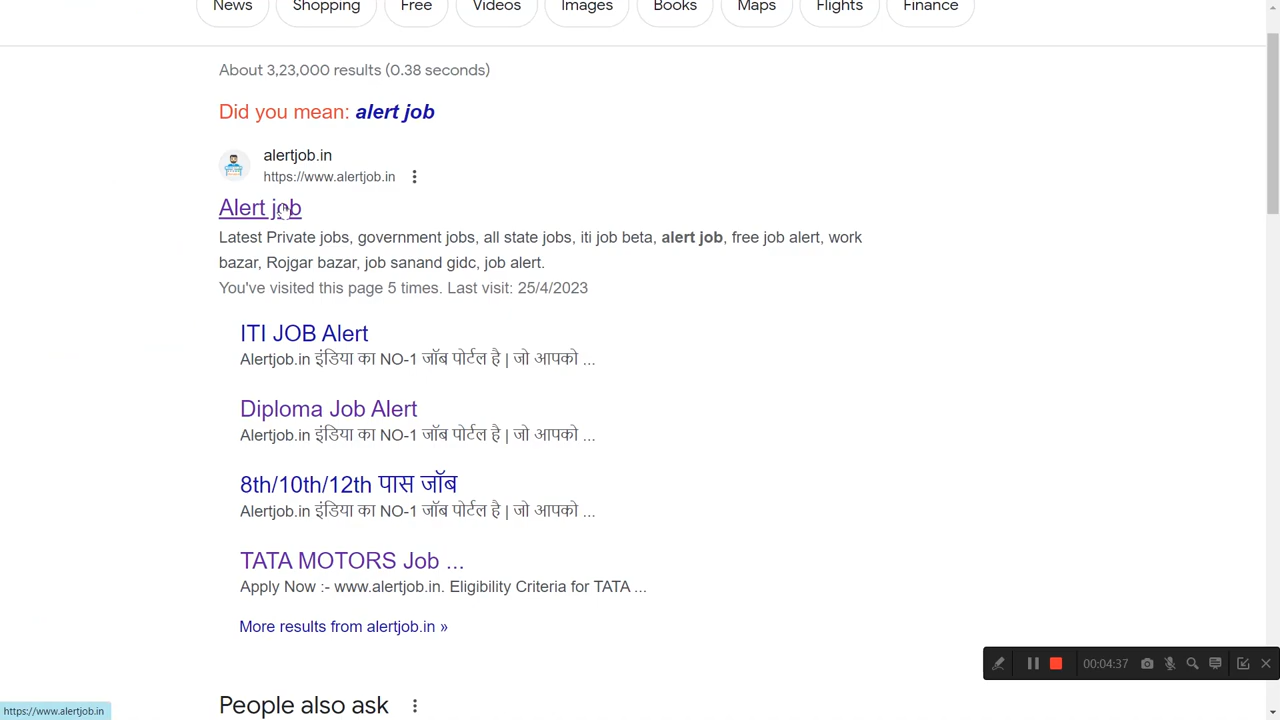 News Shopping Free Videos Images Books Maps Flights Finance
About 3,23,000 results (0.38 seconds)
Did you mean: alert job
alertjob.in
https://www.alertjob.in
Alert job
Latest Private jobs, government jobs, all state jobs, iti job beta, alert job, free job alert, work
bazar, Rojgar bazar, job sanand gidc, job alert.
You've visited this page 5 times. Last visit: 25/4/2023
ITI JOB Alert
Alertjob.in इंडिया का NO-1 जॉब पोर्टल है | जो आपको ...
Diploma Job Alert
Alertjob.in इंडिया का NO-1 जॉब पोर्टल है | जो आपको ...
8th/10th/12th पास जॉब
Alertjob.in इंडिया का NO-1 जॉब पोर्टल है | जो आपको ...
TATA MOTORS Job ...
Apply Now :- www.alertjob.in. Eligibility Criteria for TATA ...
More results from alertjob.in »
00:04:37
People also ask
https://www.alertjob.in